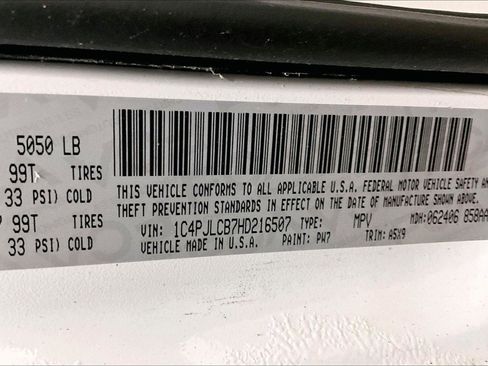 5050 LB
99T TIRES
33 PSI) COLD
99T TIRES
33 PSI) COLD
THIS VEHICLE CONFORMS TO ALL APPLICABLE U.S.A. FEDERAL MOTOR VEHICLE SAFETY AN
THEFT PREVENTION STANDARDS IN EFFECT ON THE DATE OF MANUFACTURE SHOWN ABOVE.
VIN: 1C4PJLCB7HD216507 TYPE: MPV MDH: 062406 858AA
VEHICLE MADE IN U.S.A. PAINT: PW7 TRIM: A5X9